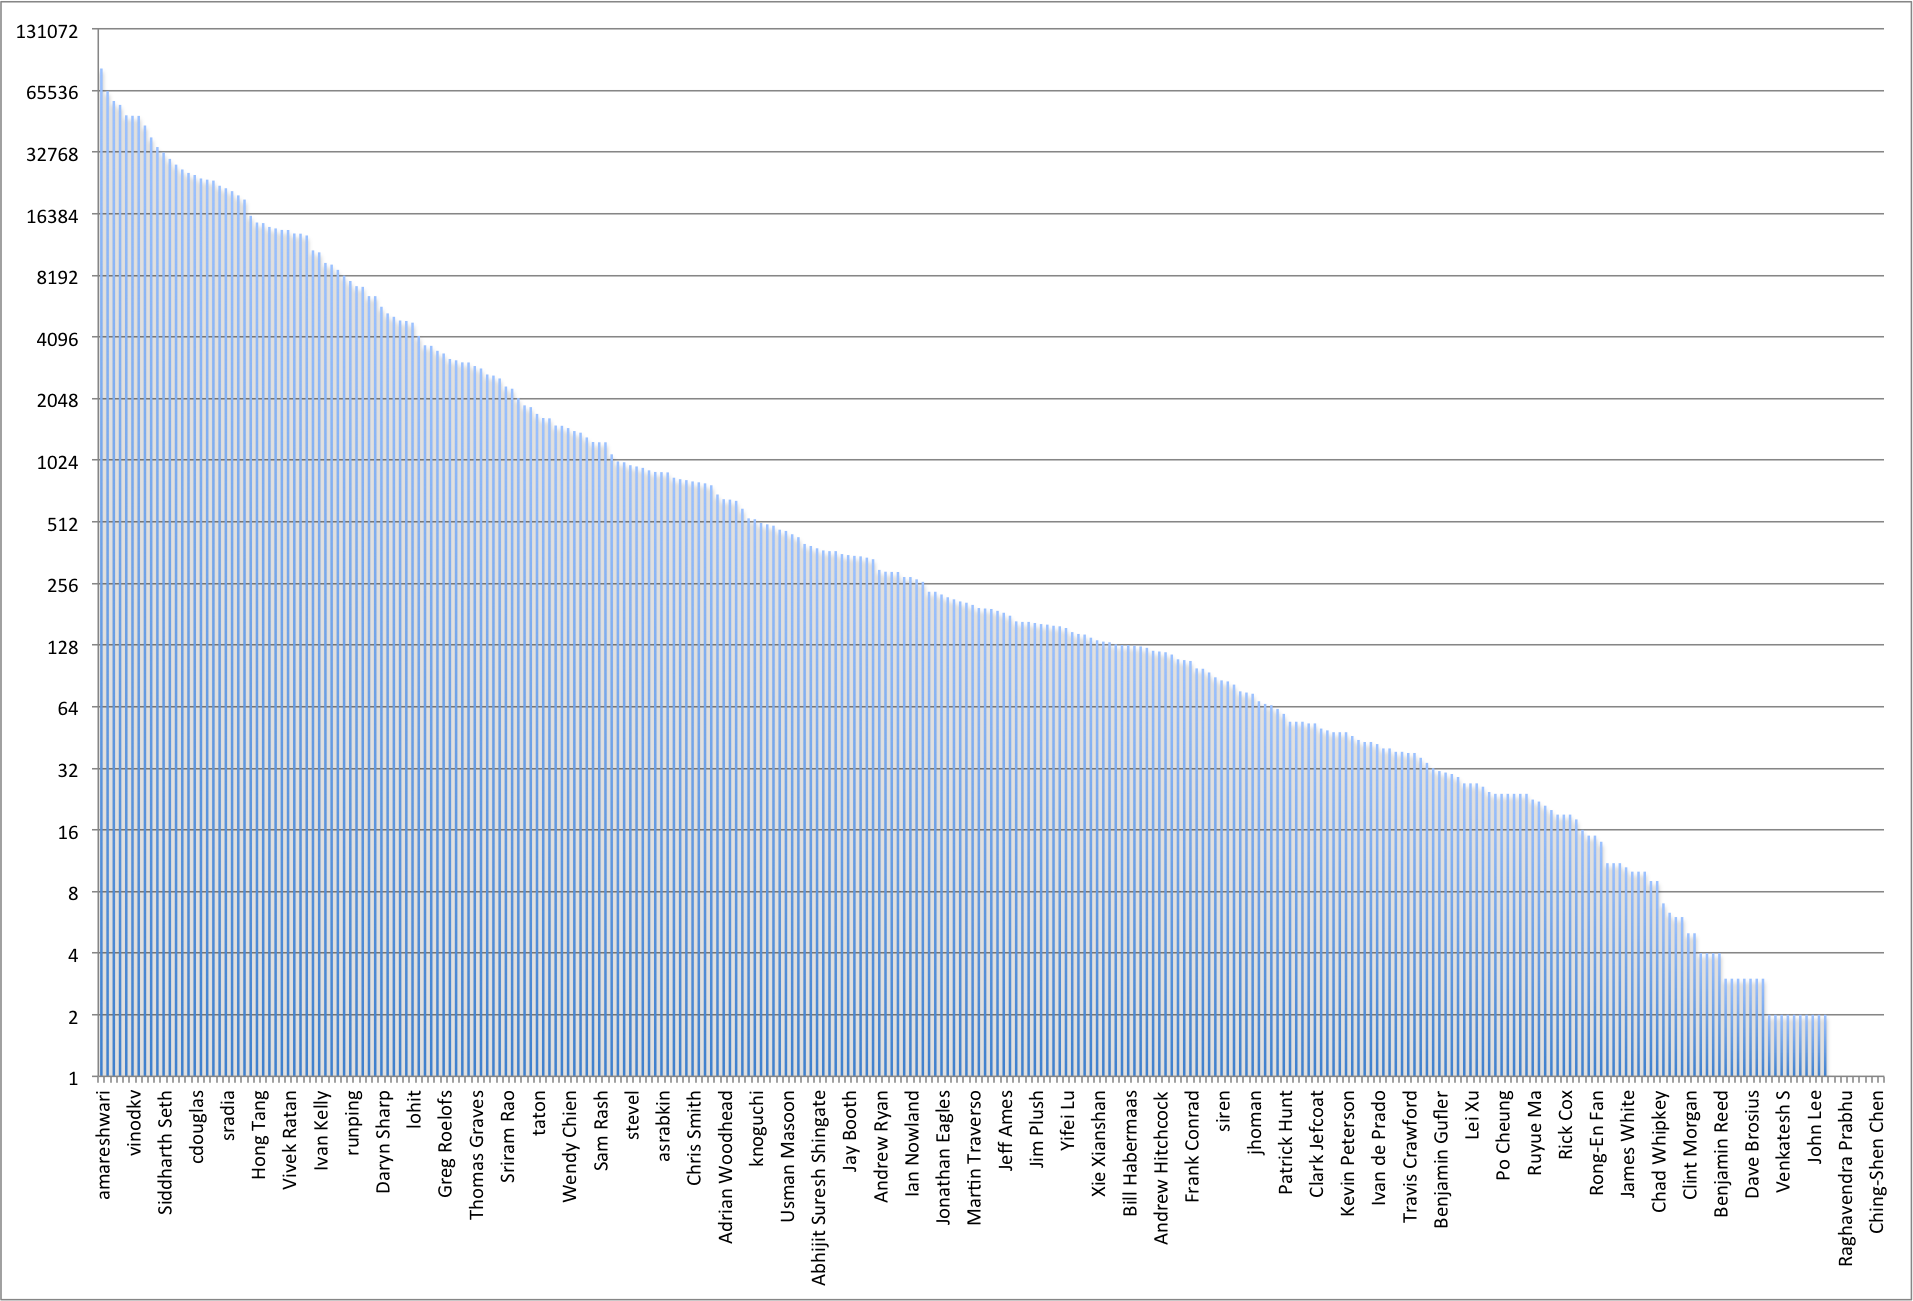 131072
65536
32768
16384
8192
4096
2048
1024
512
256
128
64
32
16
8
4
2
1
amareshwari
vinodkv
Siddharth Seth
cdouglas
sradia
Hong Tang
Vivek Ratan
Ivan Kelly
runping
Daryn Sharp
lohit
Greg Roelofs
Thomas Graves
Sriram Rao
taton
Wendy Chien
Sam Rash
stevel
asrabkin
Chris Smith
Adrian Woodhead
knoguchi
Usman Masoon
Abhijit Suresh Shingate
Jay Booth
Andrew Ryan
Ian Nowland
Jonathan Eagles
Martin Traverso
Jeff Ames
Jim Plush
Yifei Lu
Xie Xianshan
Bill Habermaas
Andrew Hitchcock
Frank Conrad
siren
jhoman
Patrick Hunt
Clark Jefcoat
Kevin Peterson
Ivan de Prado
Travis Crawford
Benjamin Gufler
Lei Xu
Po Cheung
Ruyue Ma
Rick Cox
Rong-En Fan
James White
Chad Whipkey
Clint Morgan
Benjamin Reed
Dave Brosius
Venkatesh S
John Lee
Raghavendra Prabhu
Ching-Shen Chen